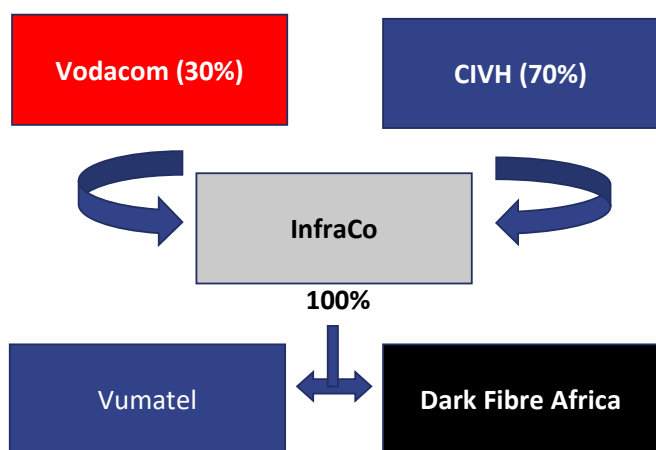 Vodacom (30%)
CIVH (70%)
InfraCo
100%
Vumatel
Dark Fibre Africa